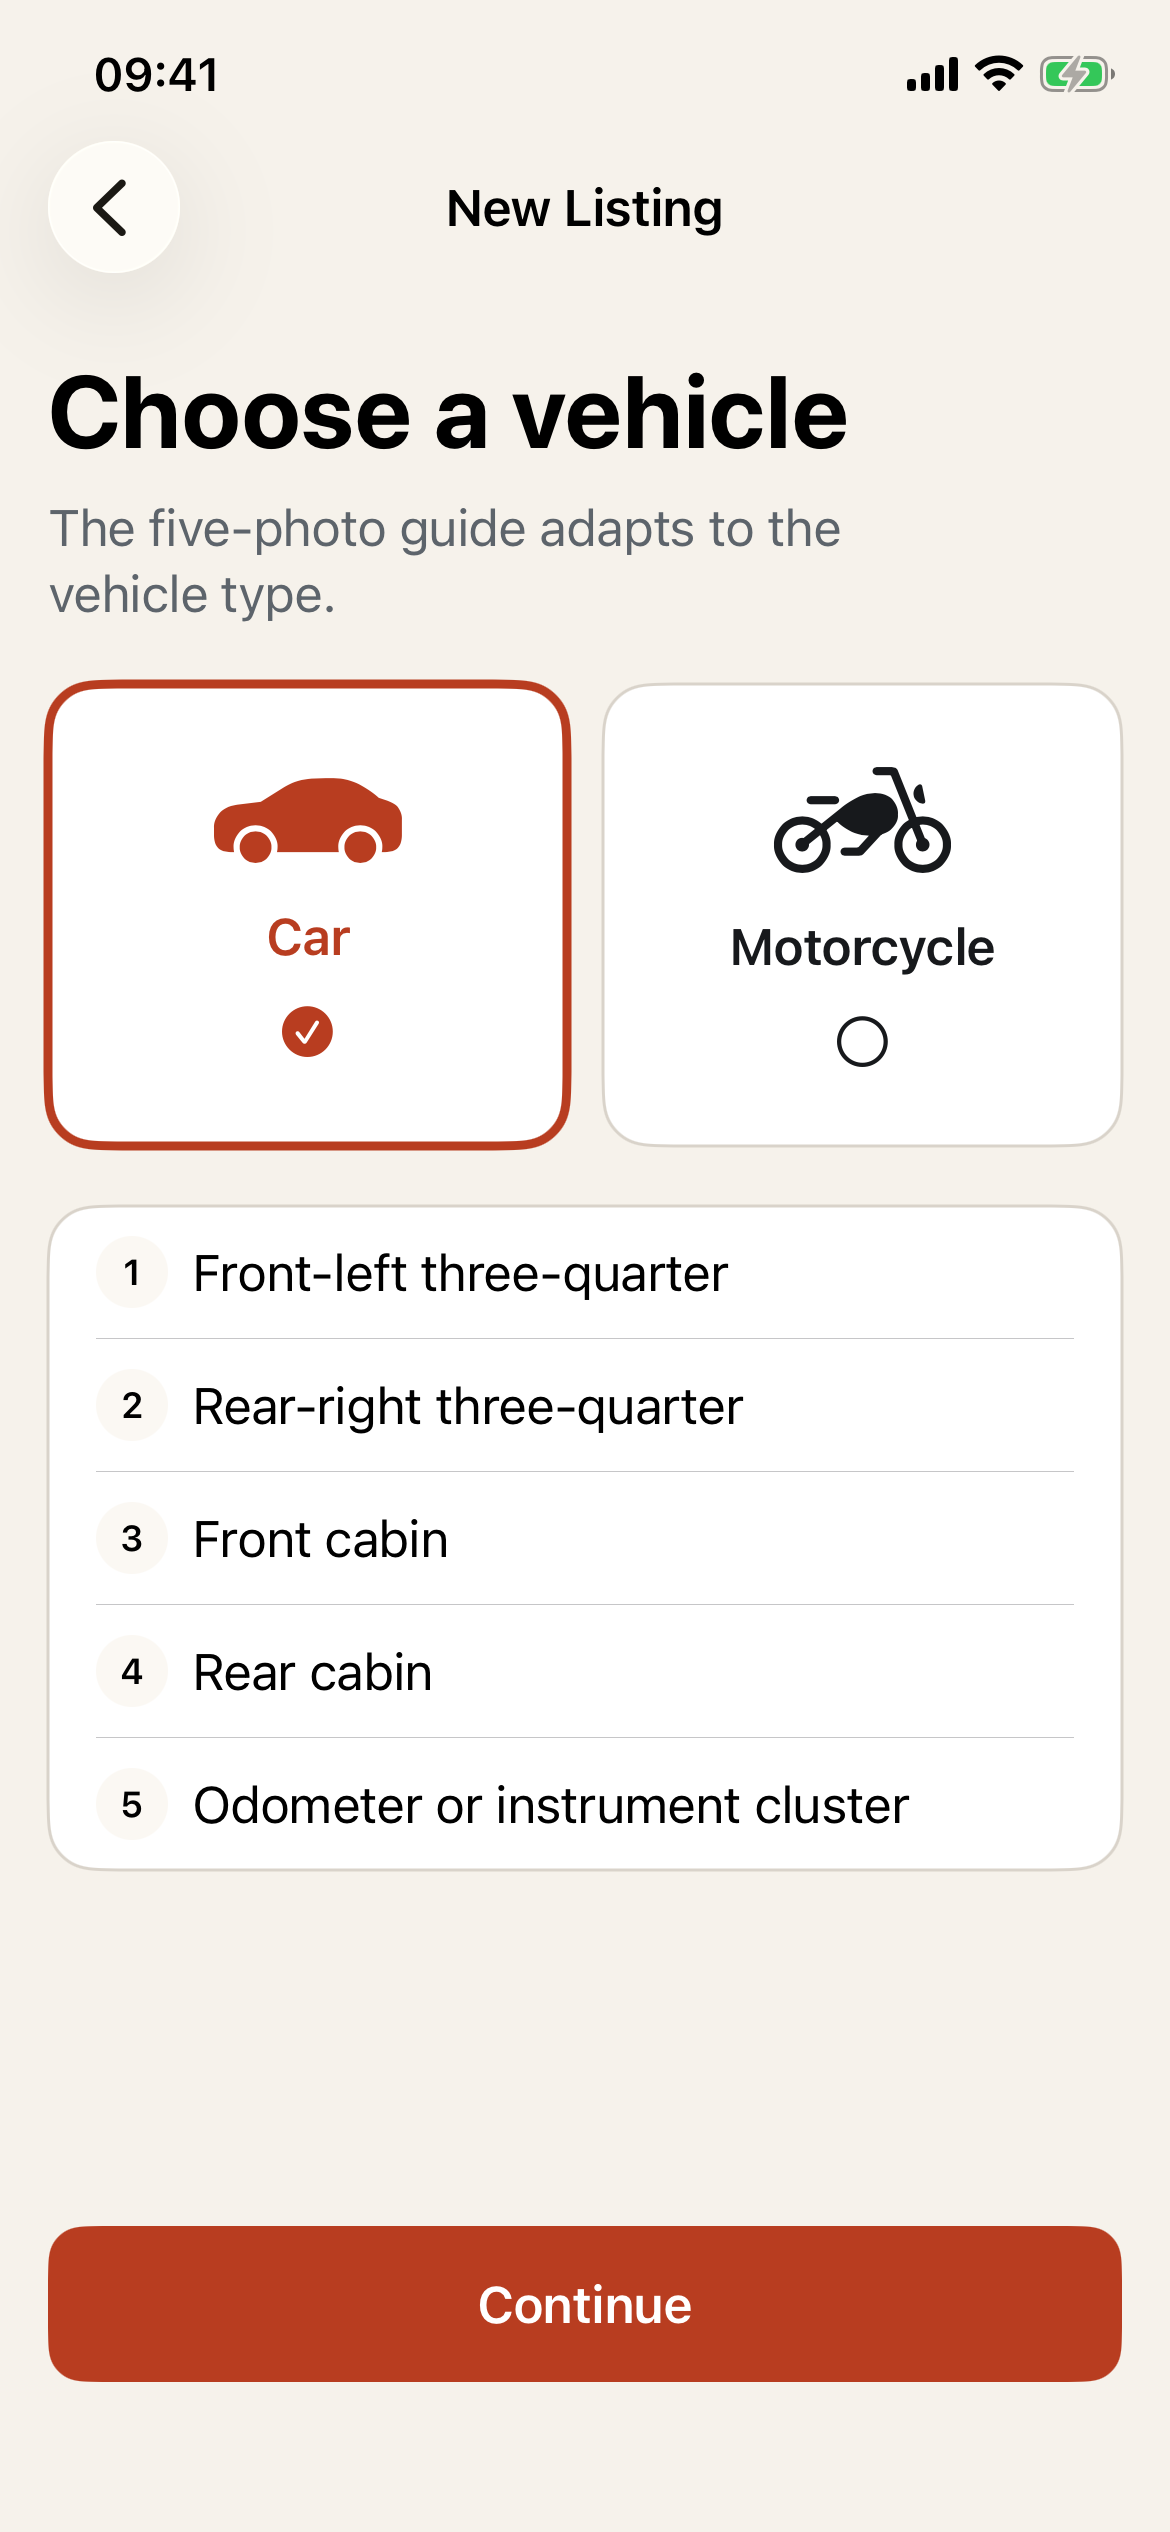 09:41
New Listing
Choose a vehicle
The five-photo guide adapts to the
vehicle type.
Car
Motorcycle
1 Front-left three-quarter
2 Rear-right three-quarter
3 Front cabin
4 Rear cabin
5 Odometer or instrument cluster
Continue